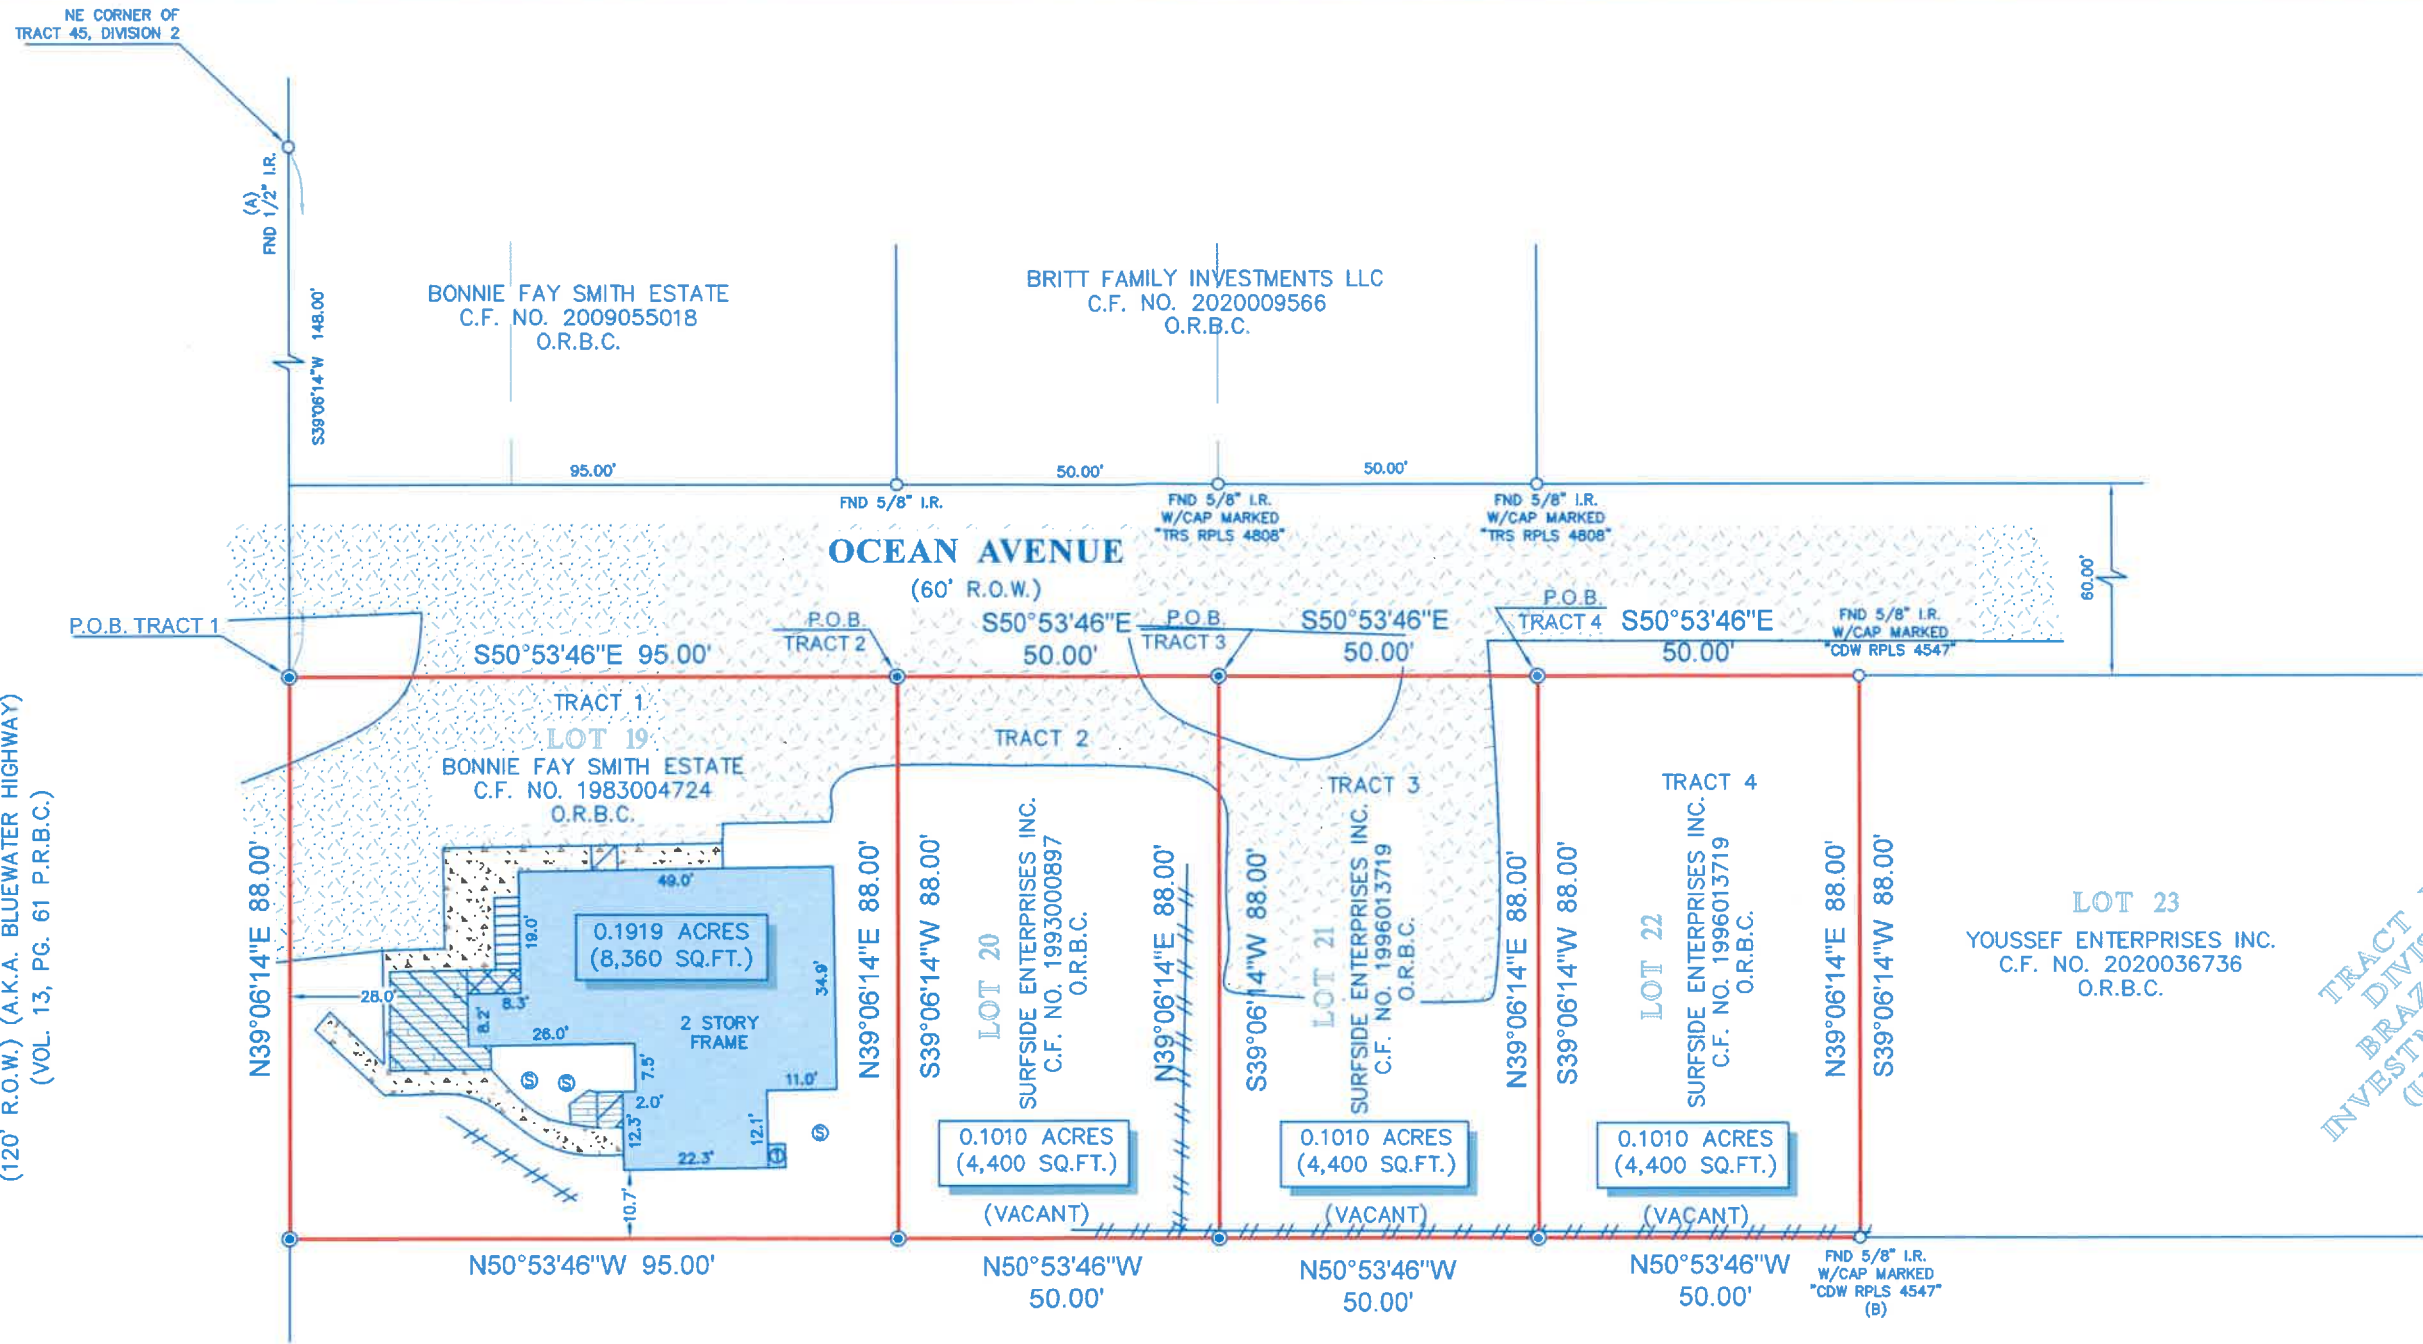 NE CORNER OF
TRACT 45, DIVISION 2
(A)
FND 1/2" I.R.
S39°06'14"W 148.00'
BONNIE FAY SMITH ESTATE
C.F. NO. 2009055018
O.R.B.C.
BRITT FAMILY INVESTMENTS LLC
C.F. NO. 2020009566
O.R.B.C.
95.00'
50.00'
50.00'
FND 5/8" I.R.
FND 5/8" I.R.
W/CAP MARKED
"TRS RPLS 4808"
FND 5/8" I.R.
W/CAP MARKED
"TRS RPLS 4808"
OCEAN AVENUE
(60' R.O.W.)
60.00'
P.O.B. TRACT 1
S50°53'46"E 95.00'
P.O.B.
TRACT 2
S50°53'46"E
50.00'
P.O.B.
TRACT 3
S50°53'46"E
50.00'
P.O.B.
TRACT 4
S50°53'46"E
50.00'
FND 5/8" I.R.
W/CAP MARKED
"CDW RPLS 4547"
(120' R.O.W.) (A.K.A. BLUEWATER HIGHWAY)
(VOL. 13, PG. 61 P.R.B.C.)
TRACT 1
LOT 19
BONNIE FAY SMITH ESTATE
C.F. NO. 1983004724
O.R.B.C.
N39°06'14"E 88.00'
49.0'
19.0'
0.1919 ACRES
(8,360 SQ.FT.)
34.9'
28.0'
8.3'
8.2'
26.0'
2 STORY
FRAME
7.5'
11.0'
2.0'
12.3'
12.1'
22.3'
10.7'
S
S
S
N39°06'14"E 88.00'
S39°06'14"W 88.00'
TRACT 2
LOT 20
SURFSIDE ENTERPRISES INC.
C.F. NO. 1993000897
O.R.B.C.
N39°06'14"E 88.00'
0.1010 ACRES
(4,400 SQ.FT.)
(VACANT)
S39°06'14"W 88.00'
TRACT 3
LOT 21
SURFSIDE ENTERPRISES INC.
C.F. NO. 1996013719
O.R.B.C.
N39°06'14"E 88.00'
0.1010 ACRES
(4,400 SQ.FT.)
(VACANT)
S39°06'14"W 88.00'
TRACT 4
LOT 22
SURFSIDE ENTERPRISES INC.
C.F. NO. 1996013719
O.R.B.C.
N39°06'14"E 88.00'
0.1010 ACRES
(4,400 SQ.FT.)
(VACANT)
S39°06'14"W 88.00'
LOT 23
YOUSSEF ENTERPRISES INC.
C.F. NO. 2020036736
O.R.B.C.
TRACT
DIVIS
BRAZ
INVESTM
N50°53'46"W 95.00'
N50°53'46"W
50.00'
N50°53'46"W
50.00'
N50°53'46"W
50.00'
FND 5/8" I.R.
W/CAP MARKED
"CDW RPLS 4547"
(B)